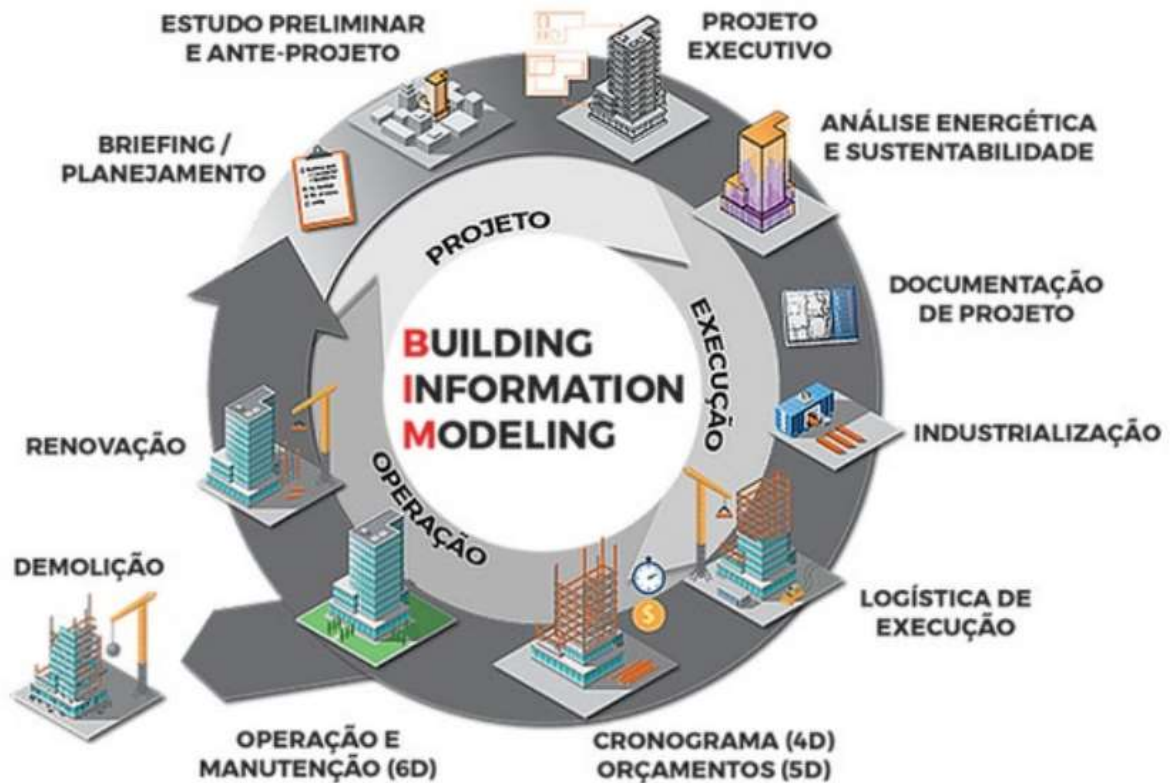 ESTUDO PRELIMINAR
E ANTE-PROJETO
PROJETO
EXECUTIVO
BRIEFING /
PLANEJAMENTO
ANÁLISE ENERGÉTICA
E SUSTENTABILIDADE
PROJETO
DOCUMENTAÇÃO
DE PROJETO
EXECUÇÃO
BUILDING
INFORMATION
MODELING
RENOVAÇÃO
INDUSTRIALIZAÇÃO
OPERAÇÃO
DEMOLIÇÃO
$
LOGÍSTICA DE
EXECUÇÃO
OPERAÇÃO E
MANUTENÇÃO (6D)
CRONOGRAMA (4D)
ORÇAMENTOS (5D)